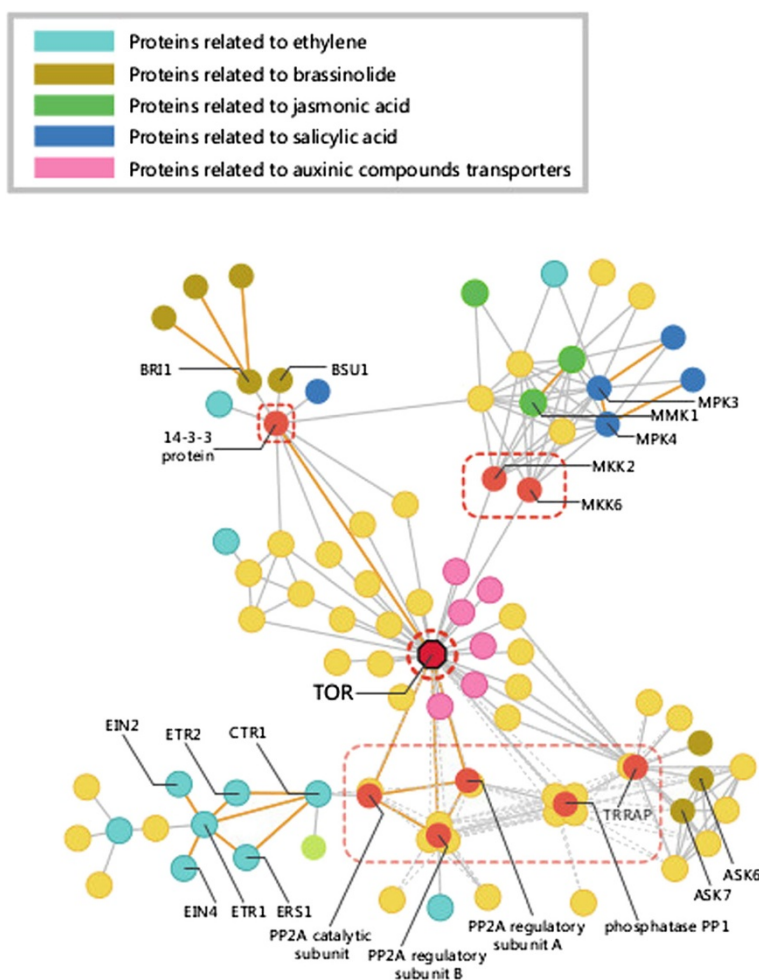 Proteins related to ethylene
Proteins related to brassinolide
Proteins related to jasmonic acid
Proteins related to salicylic acid
Proteins related to auxinic compounds transporters
BRI1
BSU1
14-3-3
protein
MPK3
MMK1
MPK4
MKK2
MKK6
TOR
EIN2
ETR2
CTR1
TRRAP
ASK6
ASK7
EIN4
ETR1
ERS1
PP2A catalytic
subunit
PP2A regulatory
subunit B
PP2A regulatory
subunit A
phosphatase PP1